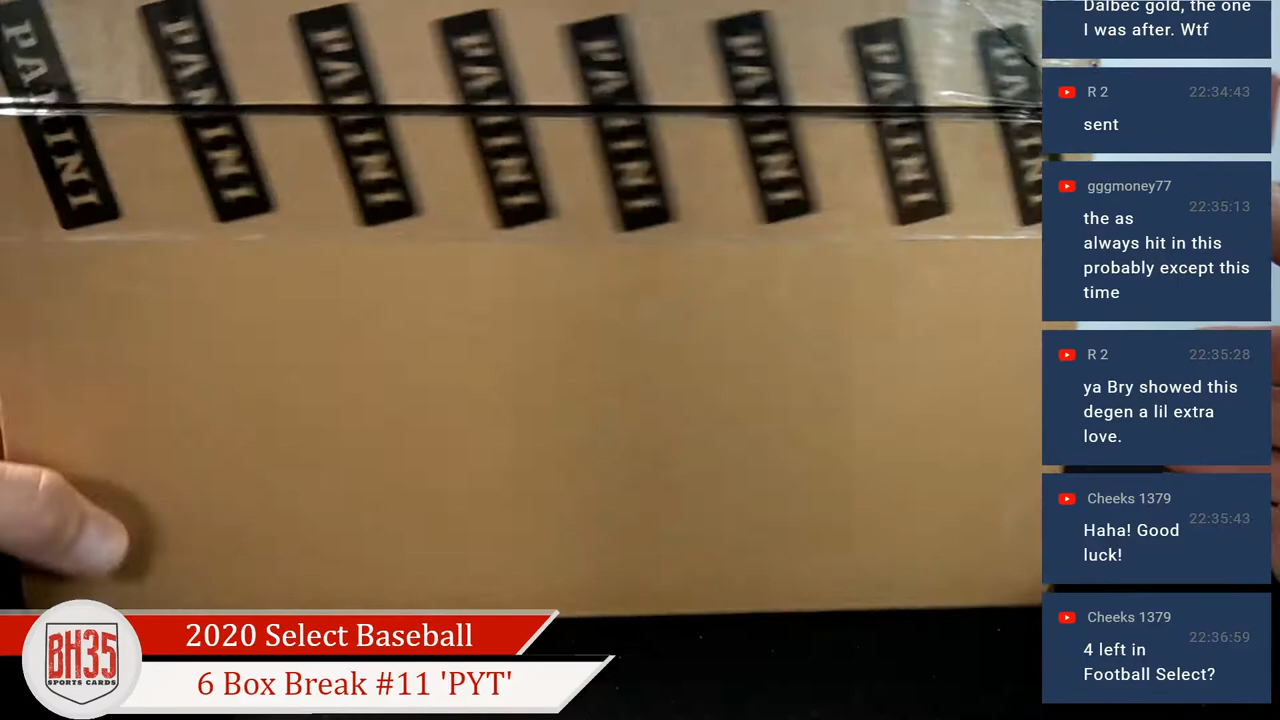 PANINI
PANINI
PANINI
PANINI
PANINI
PANINI
PANINI
PANINI
Dalbec gold, the one
I was after. Wtf
R 2 22:34:43
sent
gggmoney77
22:35:13
the as
always hit in this
probably except this
time
R 2 22:35:28
ya Bry showed this
degen a lil extra
love.
Cheeks 1379
22:35:43
Haha! Good
luck!
Cheeks 1379
22:36:59
4 left in
Football Select?
BH35
SPORTS CARDS
2020 Select Baseball
6 Box Break #11 'PYT'